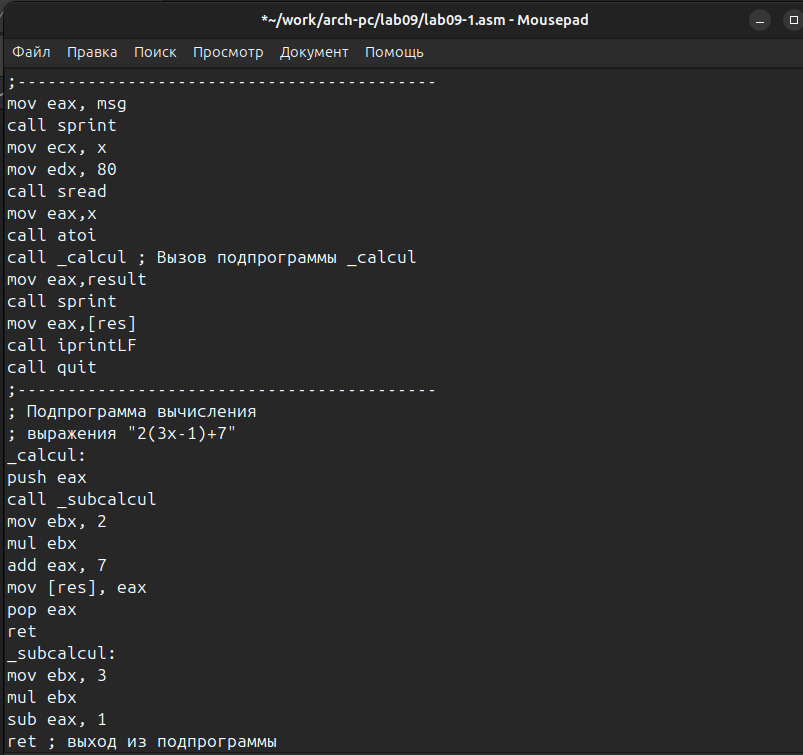 *~/work/arch-pc/lab09/lab09-1.asm - Mousepad
Файл Правка Поиск Просмотр Документ Помощь
;------------------------------------------
mov eax, msg
call sprint
mov ecx, x
mov edx, 80
call sread
mov eax,x
call atoi
call _calcul ; Вызов подпрограммы _calcul
mov eax,result
call sprint
mov eax,[res]
call iprintLF
call quit
;------------------------------------------
; Подпрограмма вычисления
; выражения "2(3x-1)+7"
_calcul:
push eax
call _subcalcul
mov ebx, 2
mul ebx
add eax, 7
mov [res], eax
pop eax
ret
_subcalcul:
mov ebx, 3
mul ebx
sub eax, 1
ret ; выход из подпрограммы